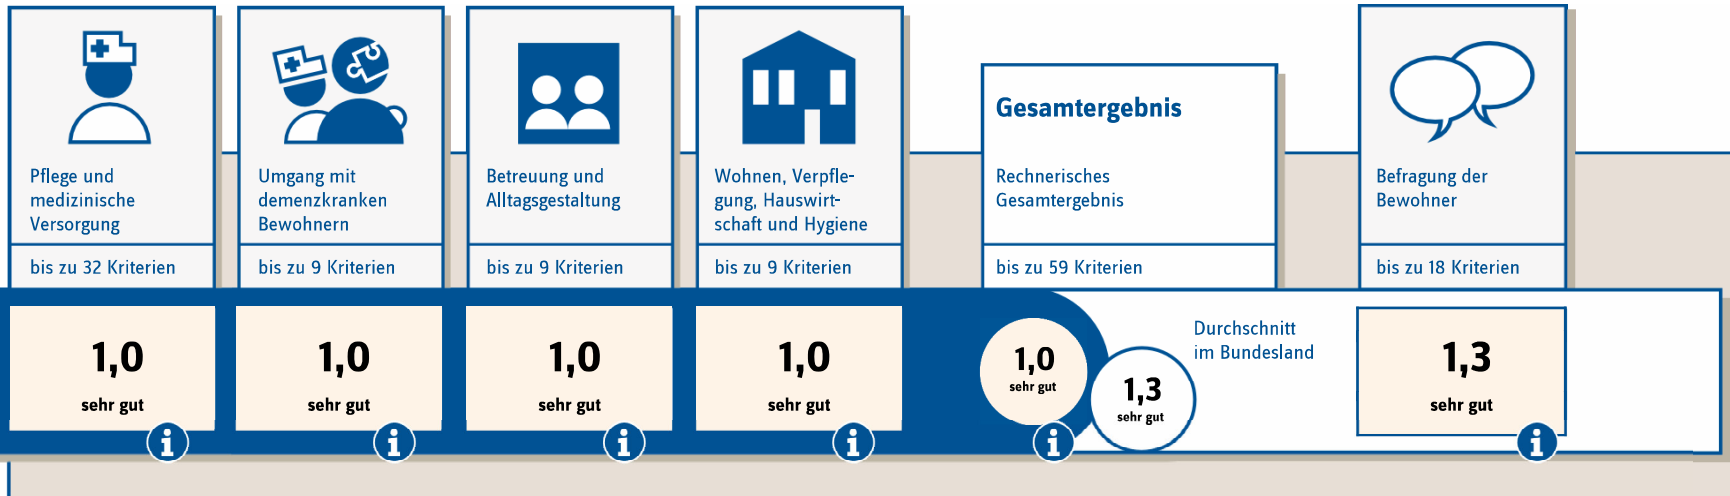 Pflege und
medizinische
Versorgung
bis zu 32 Kriterien
1,0
sehr gut
i
Umgang mit
demenzkranken
Bewohnern
bis zu 9 Kriterien
1,0
sehr gut
i
Betreuung und
Alltagsgestaltung
bis zu 9 Kriterien
1,0
sehr gut
i
Wohnen, Verpfle-
gung, Hauswirt-
schaft und Hygiene
bis zu 9 Kriterien
1,0
sehr gut
i
Gesamtergebnis
Rechnerisches
Gesamtergebnis
bis zu 59 Kriterien
1,0
sehr gut
i
1,3
sehr gut
Durchschnitt
im Bundesland
Befragung der
Bewohner
bis zu 18 Kriterien
1,3
sehr gut
i